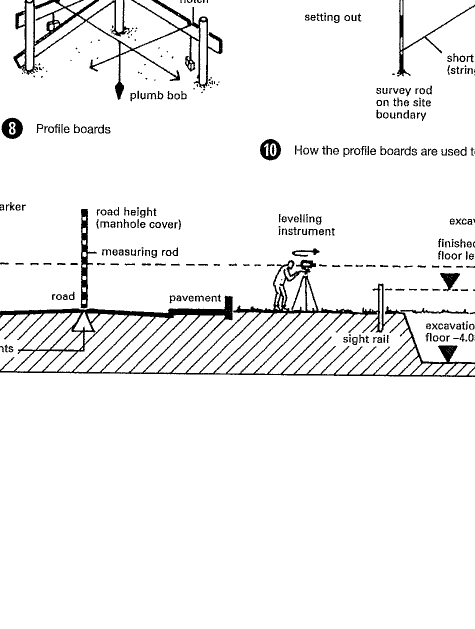 notch
setting out
plumb bob
short
(string
survey rod
on the site
boundary
8 Profile boards
10 How the profile boards are used to
arker
road height
(manhole cover)
measuring rod
road
pavement
levelling
instrument
excav
finished
floor le
sight rail
excavatio
floor –4.0
nts